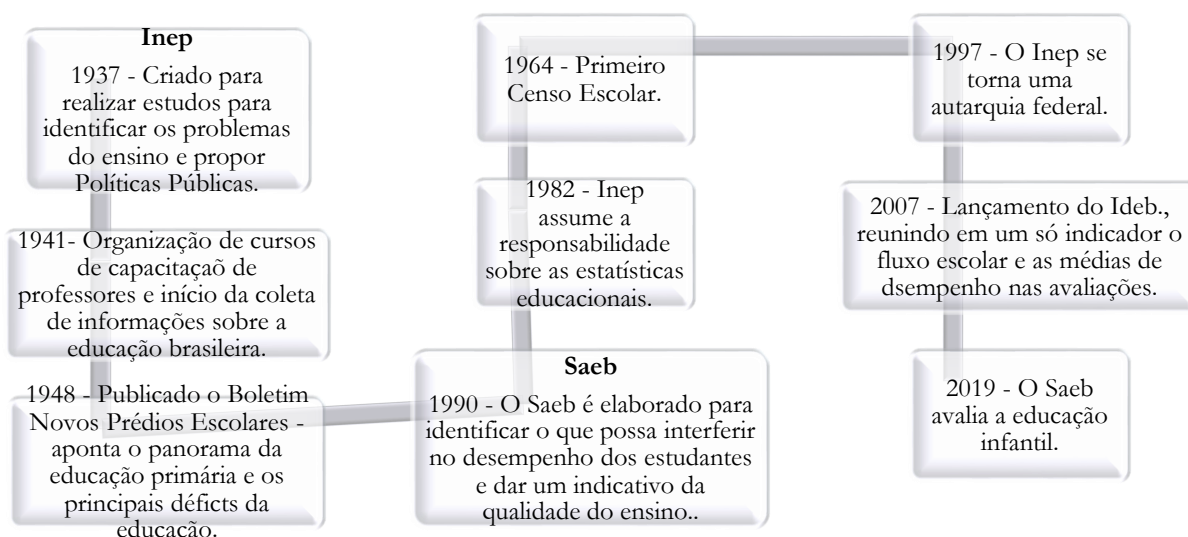 Inep
1937 - Criado para
realizar estudos para
identificar os problemas
do ensino e propor
Políticas Públicas.
1941- Organização de cursos
de capacitaçaõ de
professores e início da coleta
de informações sobre a
educação brasileira.
1948 - Publicado o Boletim
Novos Prédios Escolares -
aponta o panorama da
educação primária e os
principais déficts da
educação.
1964 - Primeiro
Censo Escolar.
1982 - Inep
assume a
responsabilidade
sobre as estatísticas
educacionais.
Saeb
1990 - O Saeb é elaborado para
identificar o que possa interferir
no desempenho dos estudantes
e dar um indicativo da
qualidade do ensino..
1997 - O Inep se
torna uma
autarquia federal.
2007 - Lançamento do Ideb.,
reunindo em um só indicador o
fluxo escolar e as médias de
dsempenho nas avaliações.
2019 - O Saeb
avalia a educação
infantil.